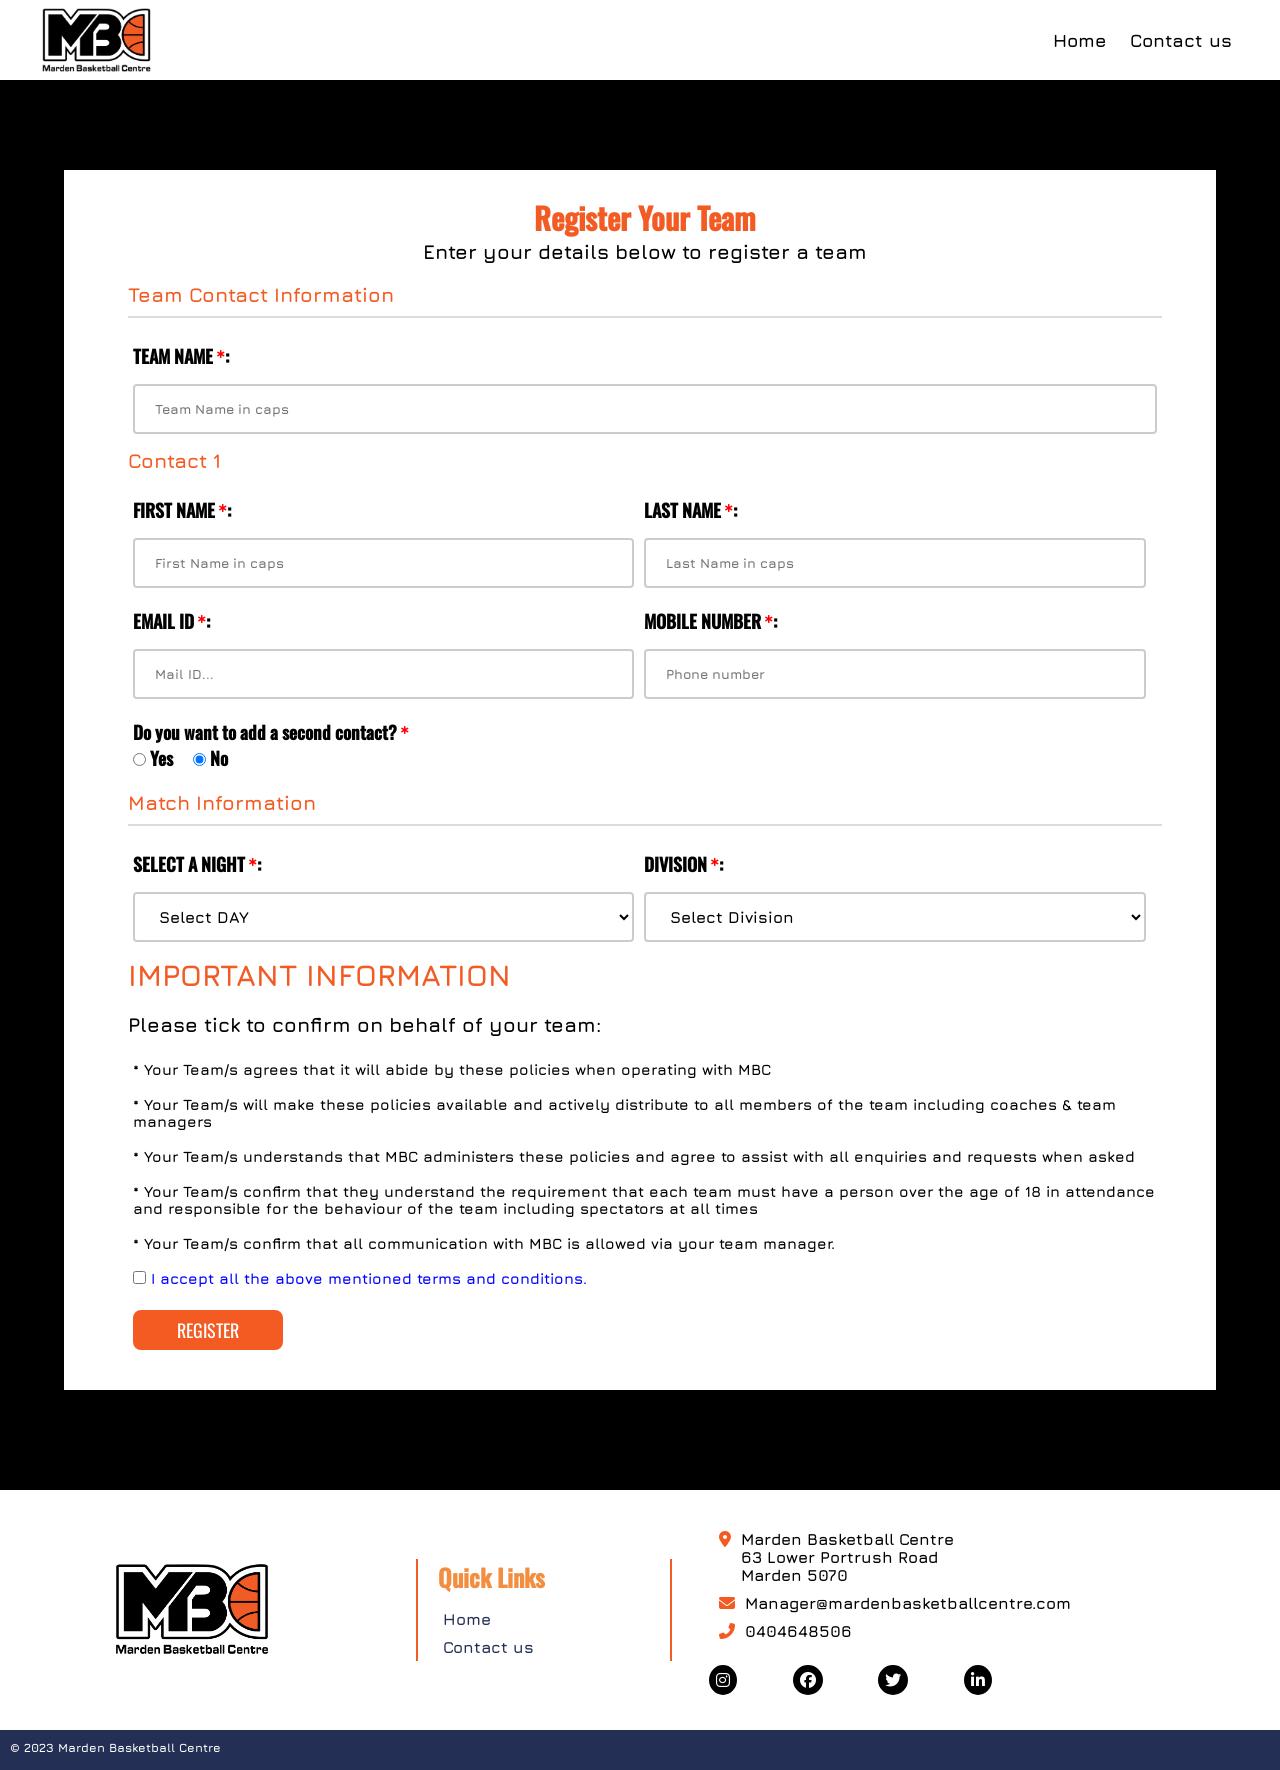 MBC
Marden Basketball Centre
Home Contact us
Register Your Team
Enter your details below to register a team
Team Contact Information
TEAM NAME *:
Team Name in caps
Contact 1
FIRST NAME *: LAST NAME *:
First Name in caps Last Name in caps
EMAIL ID *: MOBILE NUMBER *:
Mail ID... Phone number
Do you want to add a second contact? *
Yes No
Match Information
SELECT A NIGHT *: DIVISION *:
Select DAY Select Division
IMPORTANT INFORMATION
Please tick to confirm on behalf of your team:
* Your Team/s agrees that it will abide by these policies when operating with MBC
* Your Team/s will make these policies available and actively distribute to all members of the team including coaches & team
managers
* Your Team/s understands that MBC administers these policies and agree to assist with all enquiries and requests when asked
* Your Team/s confirm that they understand the requirement that each team must have a person over the age of 18 in attendance
and responsible for the behaviour of the team including spectators at all times
* Your Team/s confirm that all communication with MBC is allowed via your team manager.
I accept all the above mentioned terms and conditions.
REGISTER
MBC
Marden Basketball Centre
Quick Links
Home
Contact us
Marden Basketball Centre
63 Lower Portrush Road
Marden 5070
Manager@mardenbasketballcentre.com
0404648506
© 2023 Marden Basketball Centre